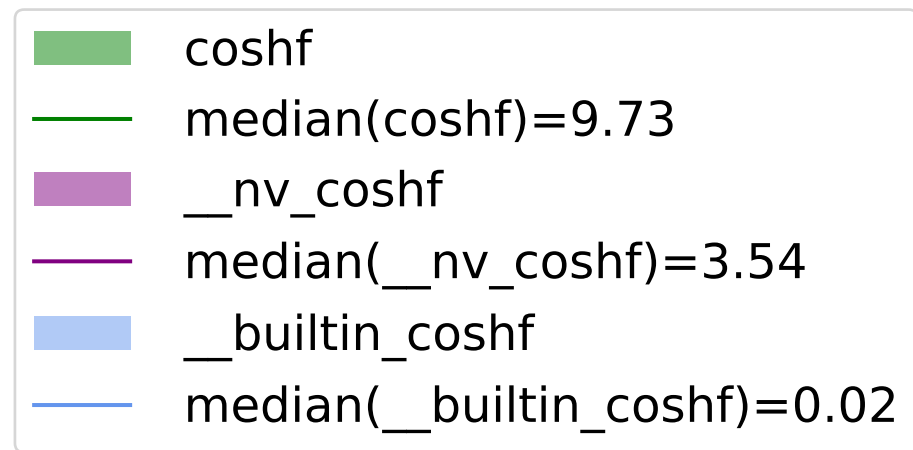 coshf
median(coshf)=9.73
__nv_coshf
median(__nv_coshf)=3.54
__builtin_coshf
median(__builtin_coshf)=0.02